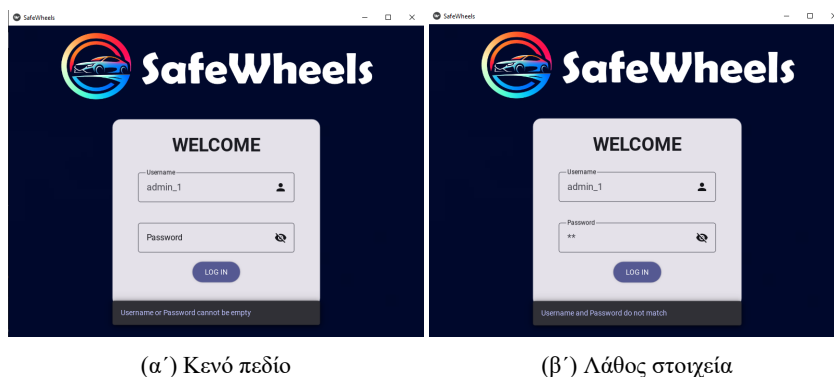 SafeWheels
SafeWheels
WELCOME
Username
admin_1
Password
LOG IN
Username or Password cannot be empty
(α΄) Κενό πεδίο
SafeWheels
SafeWheels
WELCOME
Username
admin_1
Password
**
LOG IN
Username and Password do not match
(β΄) Λάθος στοιχεία